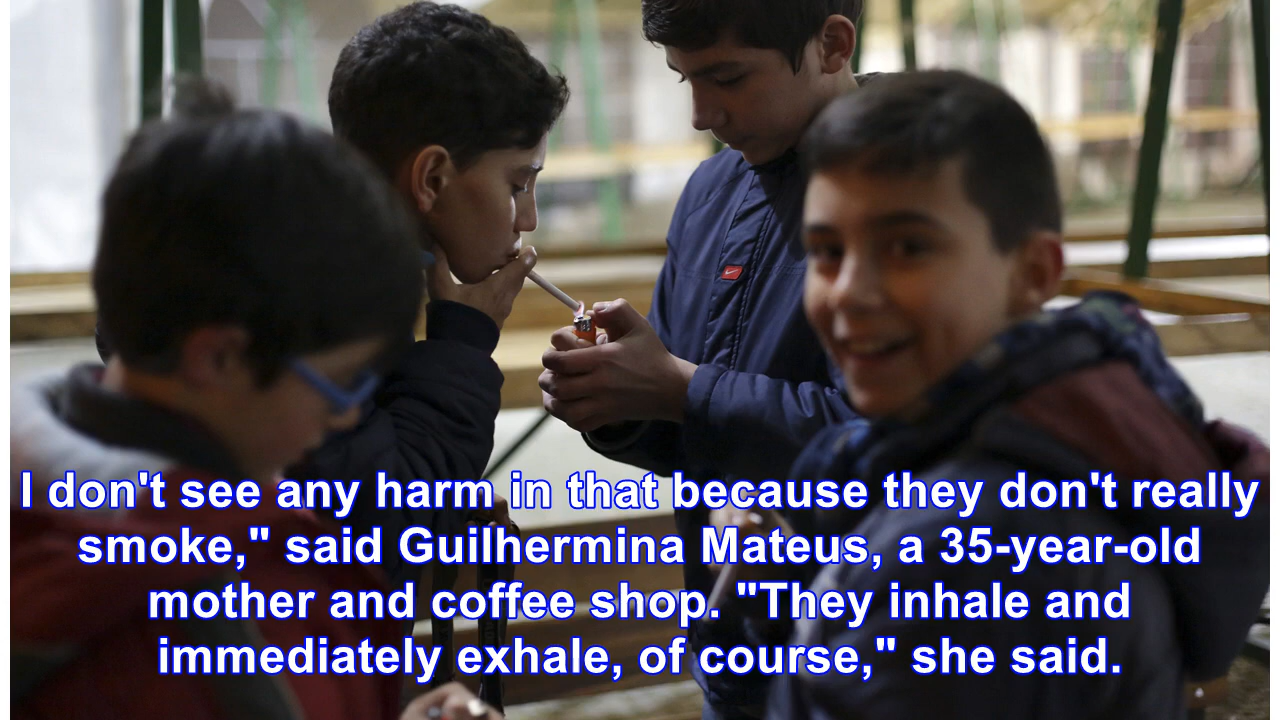 I don't see any harm in that because they don't really
smoke," said Guilhermina Mateus, a 35-year-old
mother and coffee shop. "They inhale and
immediately exhale, of course," she said.